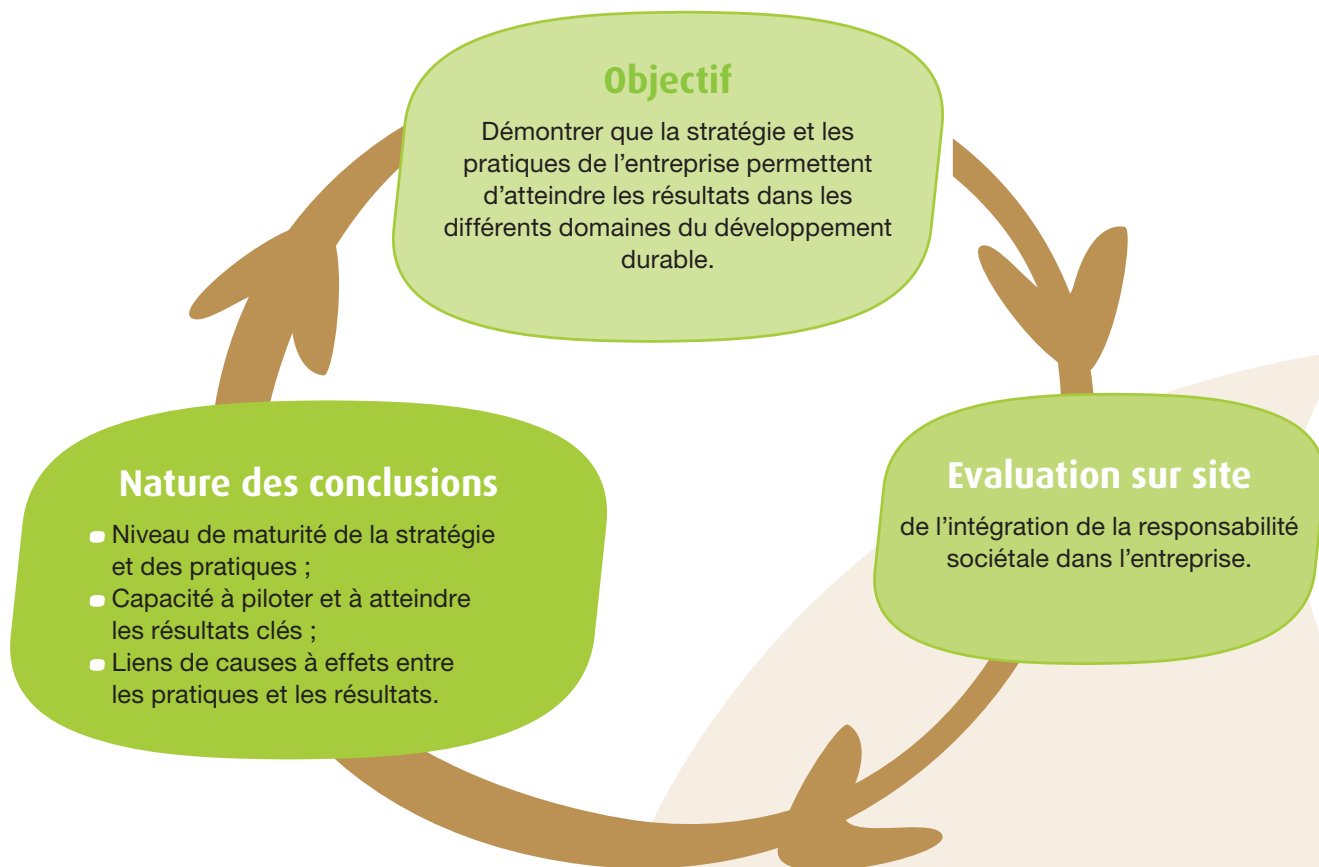 Objectif
Démontrer que la stratégie et les
pratiques de l’entreprise permettent
d’atteindre les résultats dans les
différents domaines du développement
durable.
Evaluation sur site
de l’intégration de la responsabilité
sociétale dans l’entreprise.
Nature des conclusions
Niveau de maturité de la stratégie
et des pratiques ;
Capacité à piloter et à atteindre
les résultats clés ;
Liens de causes à effets entre
les pratiques et les résultats.